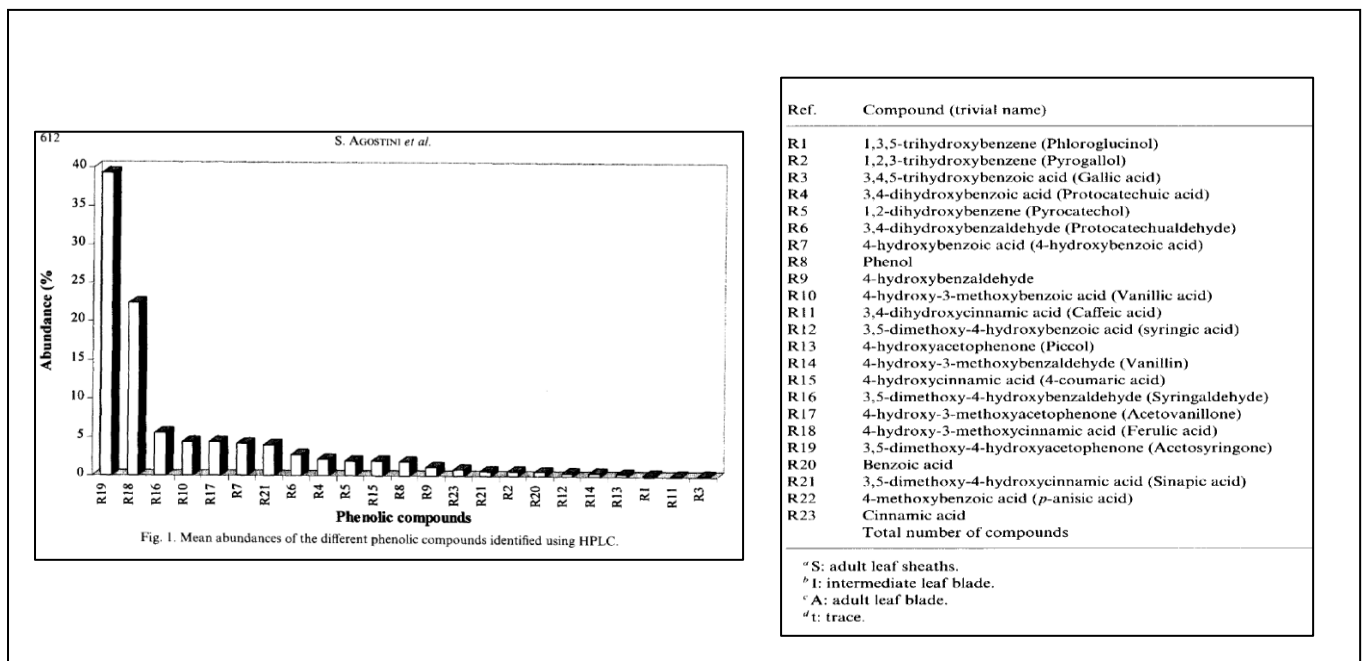 612
S. AGOSTINI et al.
40
35
30
25
20
15
10
5
0
Abundance (%
R19 R18 R16 R10 R17 R7 R21 R6 R4 R5 R15 R8 R9 R23 R21 R2 R20 R12 R14 R13 R1 R11 R3
Phenolic compounds
Fig. 1. Mean abundances of the different phenolic compounds identified using HPLC.
Ref. Compound (trivial name)
R1 1,3,5-trihydroxybenzene (Phloroglucinol)
R2 1,2,3-trihydroxybenzene (Pyrogallol)
R3 3,4,5-trihydroxybenzoic acid (Gallic acid)
R4 3,4-dihydroxybenzoic acid (Protocatechuic acid)
R5 1,2-dihydroxybenzene (Pyrocatechol)
R6 3,4-dihydroxybenzaldehyde (Protocatechualdehyde)
R7 4-hydroxybenzoic acid (4-hydroxybenzoic acid)
R8 Phenol
R9 4-hydroxybenzaldehyde
R10 4-hydroxy-3-methoxybenzoic acid (Vanillic acid)
R11 3,4-dihydroxycinnamic acid (Caffeic acid)
R12 3,5-dimethoxy-4-hydroxybenzoic acid (syringic acid)
R13 4-hydroxyacetophenone (Piccol)
R14 4-hydroxy-3-methoxybenzaldehyde (Vanillin)
R15 4-hydroxycinnamic acid (4-coumaric acid)
R16 3,5-dimethoxy-4-hydroxybenzaldehyde (Syringaldehyde)
R17 4-hydroxy-3-methoxyacetophenone (Acetovanillone)
R18 4-hydroxy-3-methoxycinnamic acid (Ferulic acid)
R19 3,5-dimethoxy-4-hydroxyacetophenone (Acetosyringone)
R20 Benzoic acid
R21 3,5-dimethoxy-4-hydroxycinnamic acid (Sinapic acid)
R22 4-methoxybenzoic acid (p-anisic acid)
R23 Cinnamic acid
Total number of compounds
a S: adult leaf sheaths.
b I: intermediate leaf blade.
c A: adult leaf blade.
d t: trace.